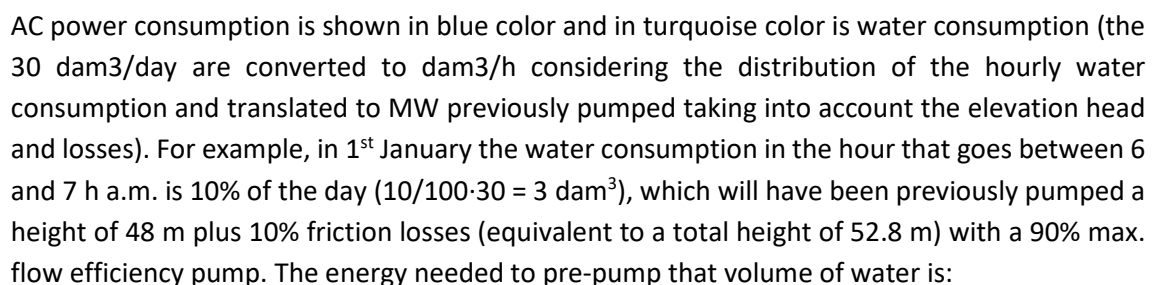 AC power consumption is shown in blue color and in turquoise color is water consumption (the
30 dam3/day are converted to dam3/h considering the distribution of the hourly water
consumption and translated to MW previously pumped taking into account the elevation head
and losses). For example, in 1st January the water consumption in the hour that goes between 6
and 7 h a.m. is 10% of the day (10/100·30 = 3 dam³), which will have been previously pumped a
height of 48 m plus 10% friction losses (equivalent to a total height of 52.8 m) with a 90% max.
flow efficiency pump. The energy needed to pre-pump that volume of water is: